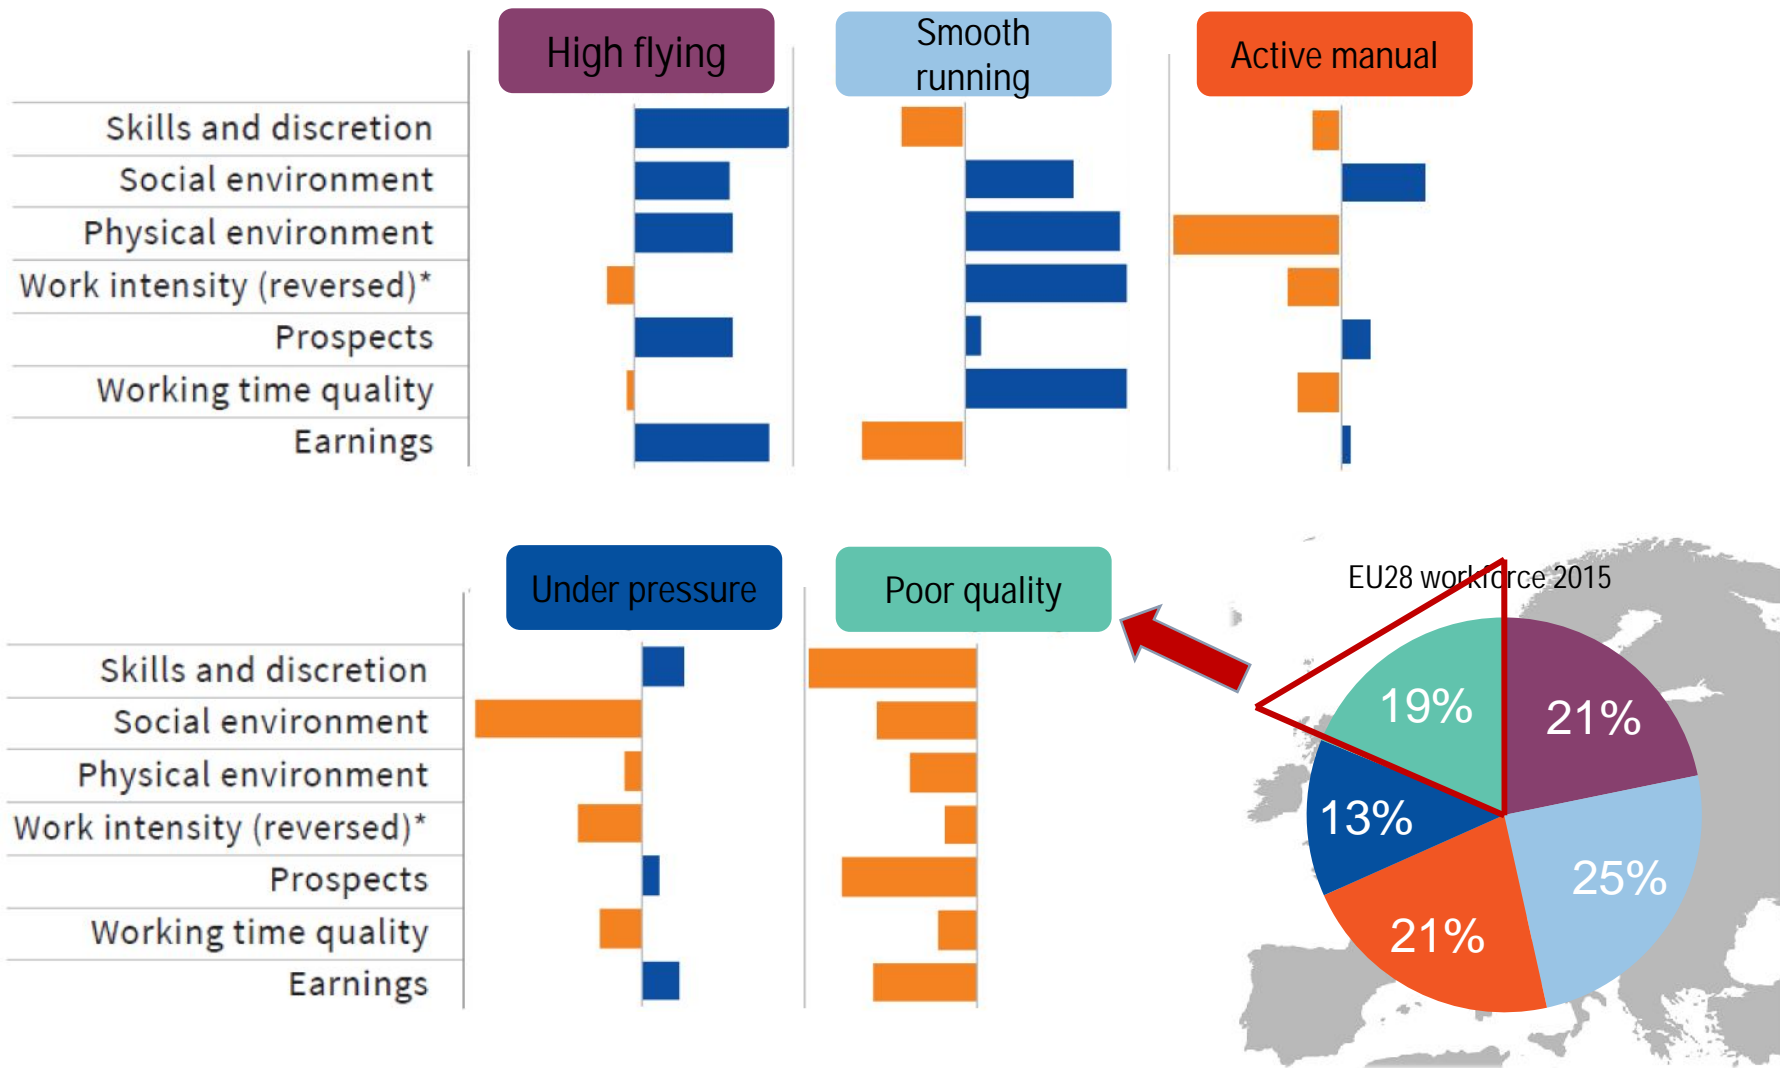 High flying
Smooth
running
Active manual
Skills and discretion
Social environment
Physical environment
Work intensity (reversed)*
Prospects
Working time quality
Earnings
Under pressure
Poor quality
EU28 workforce 2015
Skills and discretion
Social environment
Physical environment
Work intensity (reversed)*
Prospects
Working time quality
Earnings
19%
21%
13%
25%
21%